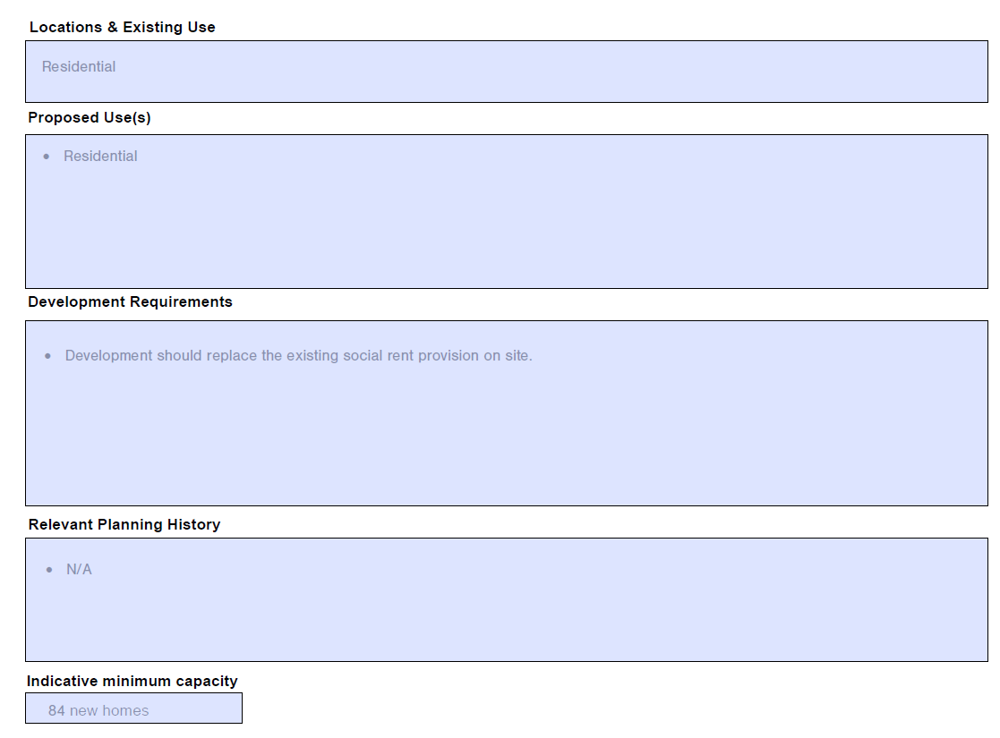 Locations & Existing Use
Residential
Proposed Use(s)
• Residential
Development Requirements
• Development should replace the existing social rent provision on site.
Relevant Planning History
• N/A
Indicative minimum capacity
84 new homes